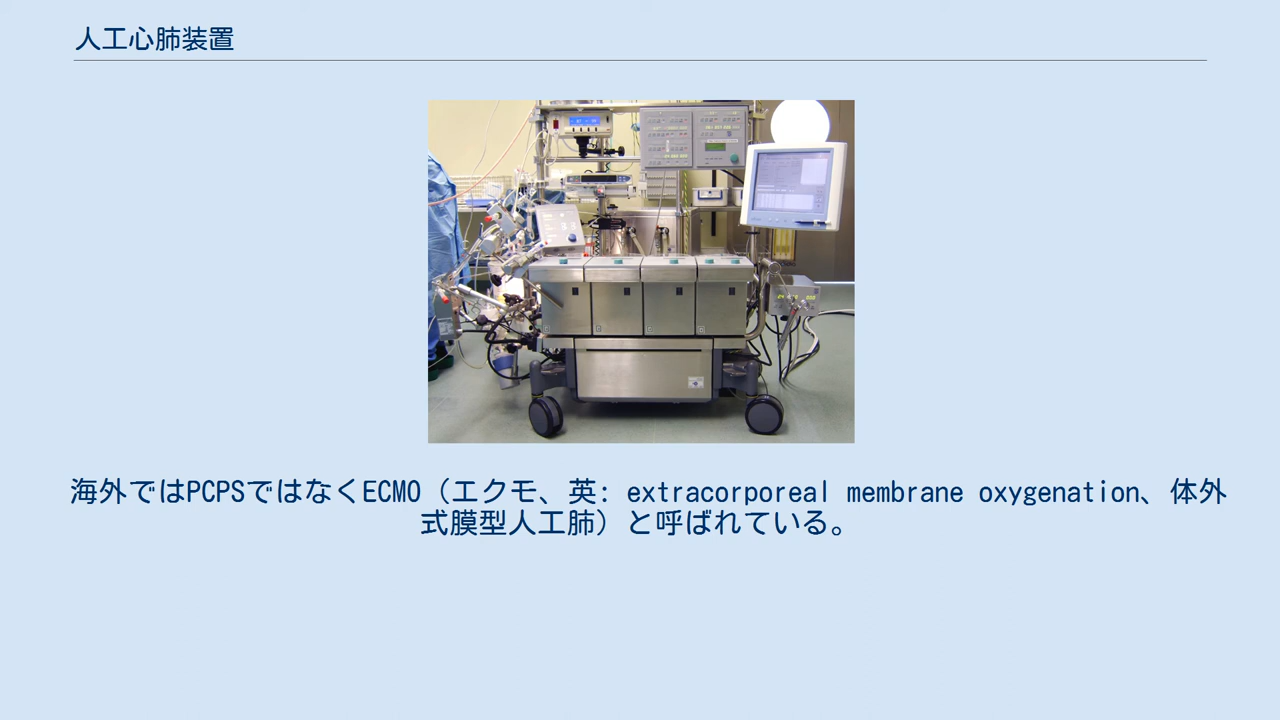 人工心肺装置
海外ではPCPSではなくECMO（エクモ、英: extracorporeal membrane oxygenation、体外
式膜型人工肺）と呼ばれている。